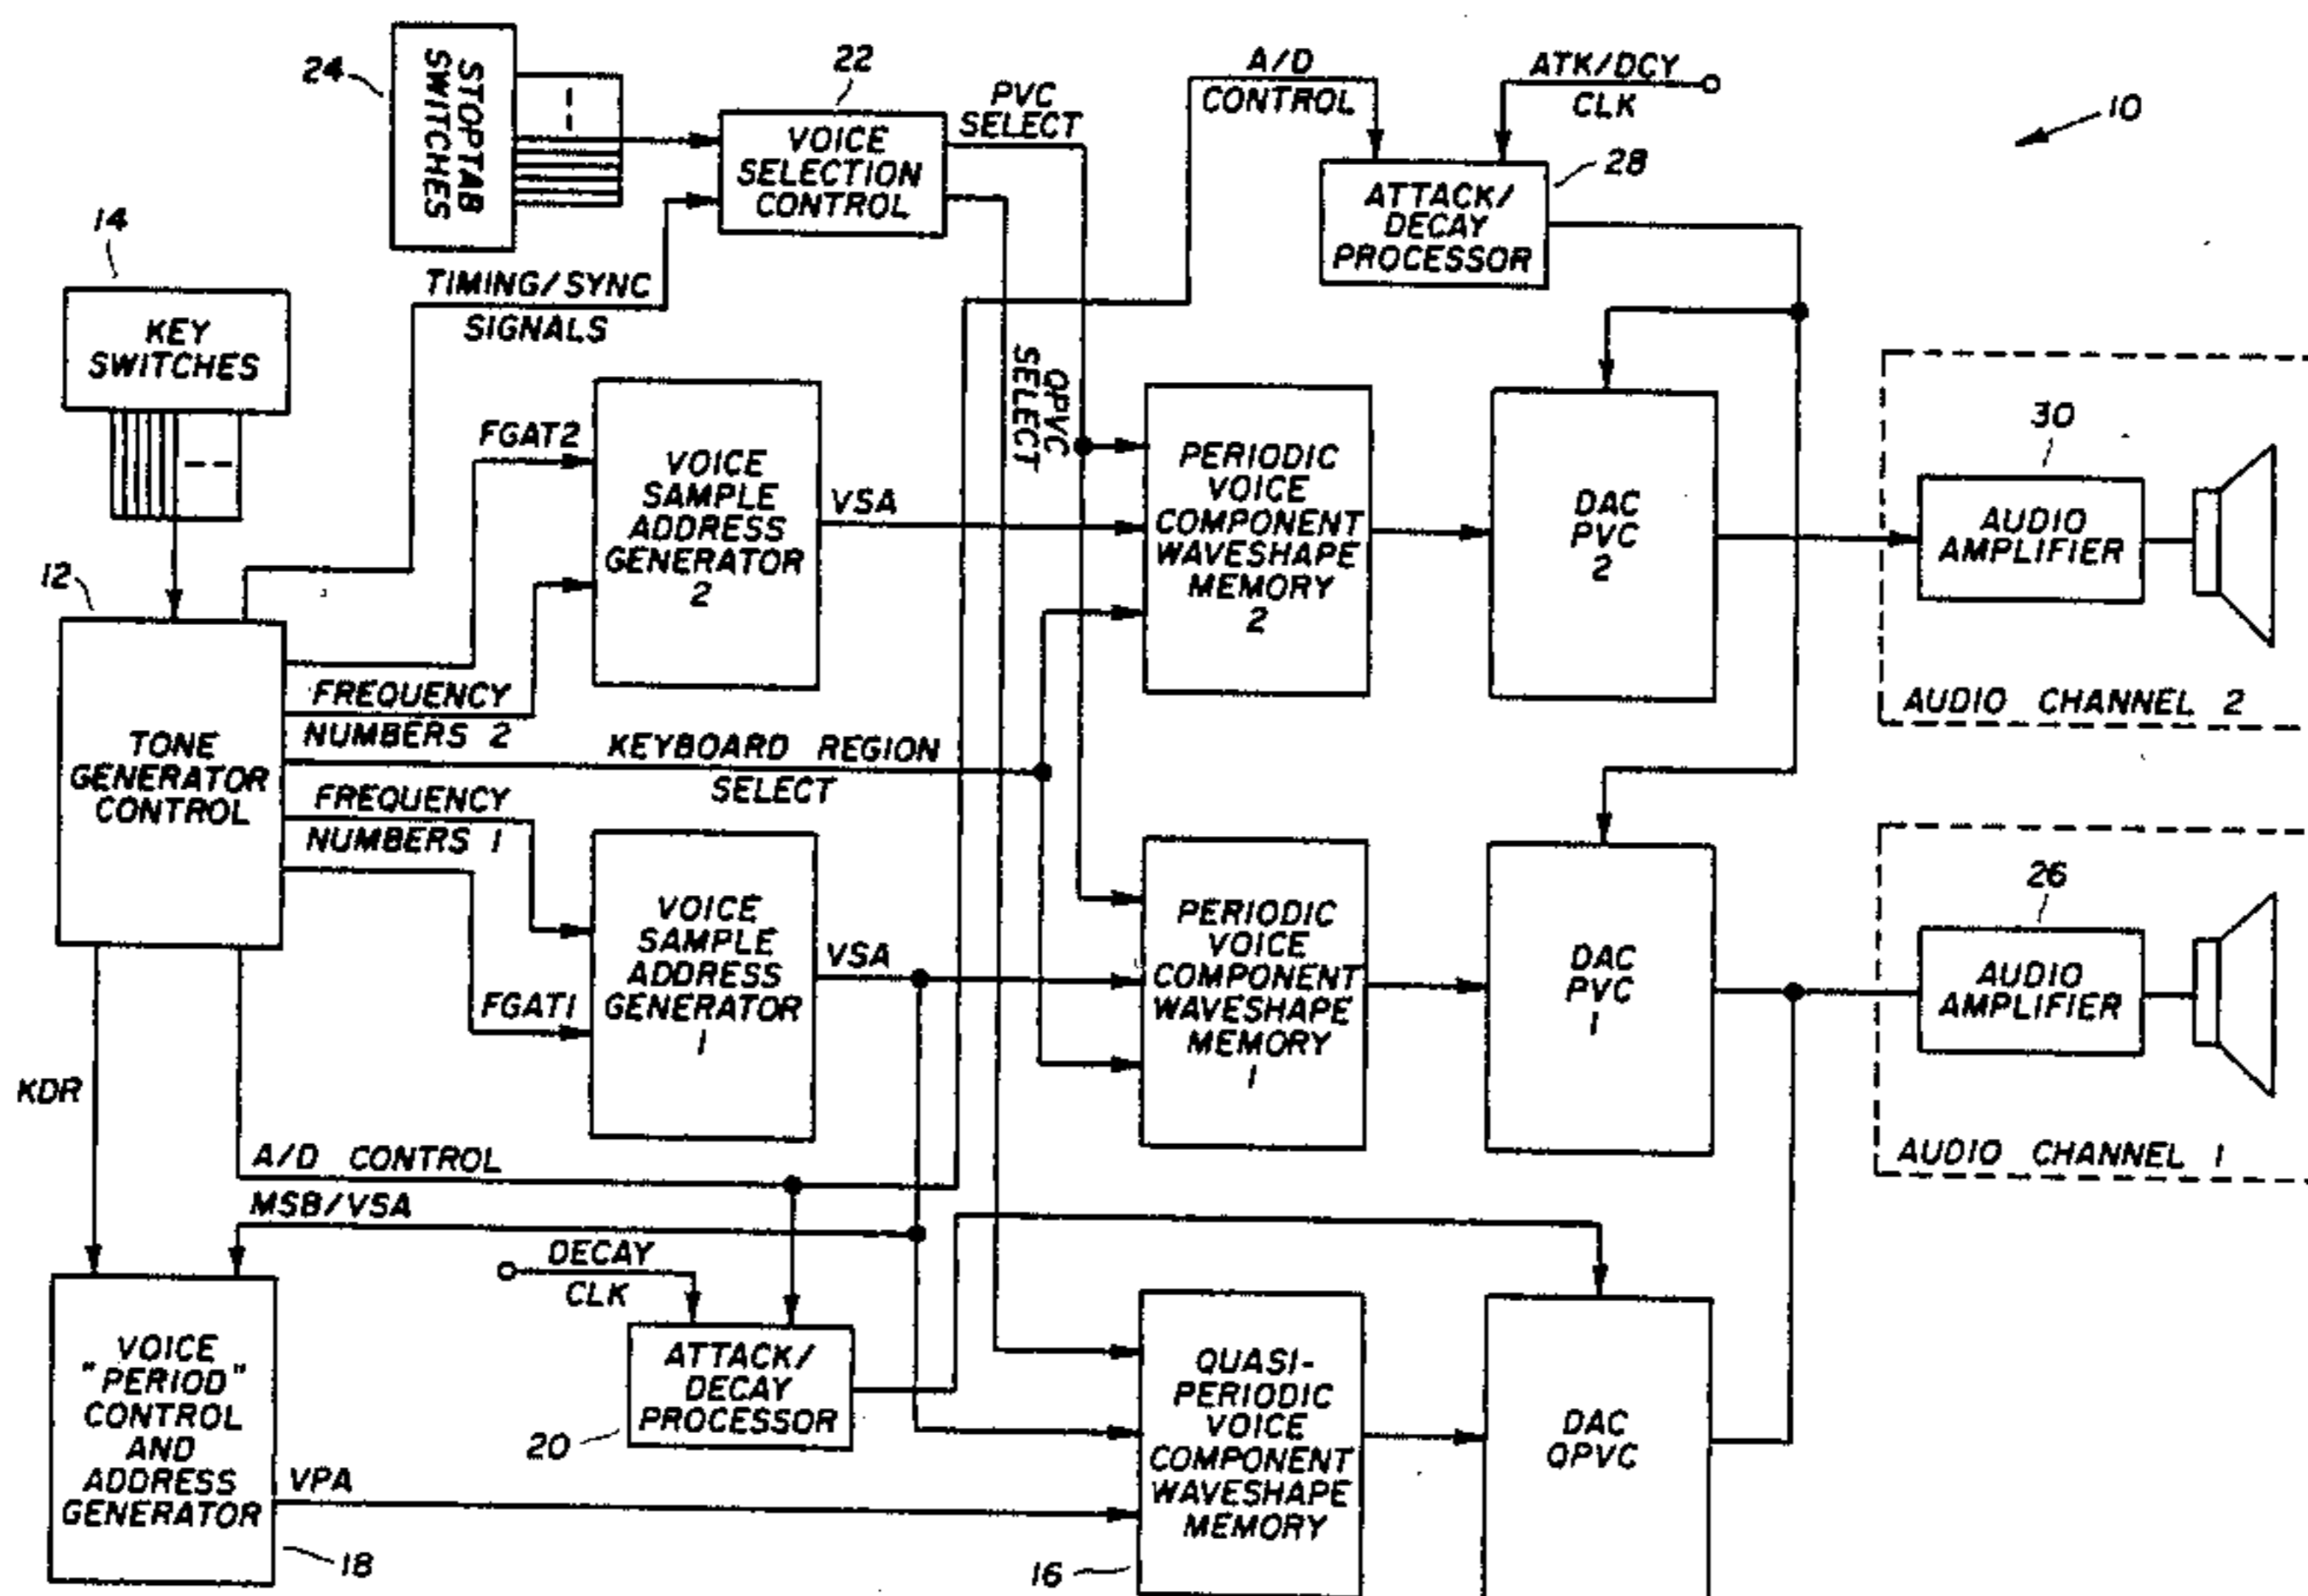 24
STOPTAB
SWITCHES
22
VOICE
SELECTION
CONTROL
PVC
SELECT
A/D
CONTROL
ATK/DCY
CLK
10
28
ATTACK/
DECAY
PROCESSOR
14
KEY
SWITCHES
TIMING/SYNC
SIGNALS
QPVC
SELECT
FGAT2
VOICE
SAMPLE
ADDRESS
GENERATOR
2
VSA
PERIODIC
VOICE
COMPONENT
WAVESHAPE
MEMORY
2
DAC
PVC
2
30
AUDIO
AMPLIFIER
AUDIO CHANNEL 2
12
TONE
GENERATOR
CONTROL
FREQUENCY
NUMBERS 2
KEYBOARD REGION
SELECT
FREQUENCY
NUMBERS 1
FGAT1
VOICE
SAMPLE
ADDRESS
GENERATOR
1
VSA
PERIODIC
VOICE
COMPONENT
WAVESHAPE
MEMORY
1
DAC
PVC
1
26
AUDIO
AMPLIFIER
AUDIO CHANNEL 1
KDR
A/D CONTROL
MSB/VSA
DECAY
CLK
VOICE
"PERIOD"
CONTROL
AND
ADDRESS
GENERATOR
18
VPA
ATTACK/
DECAY
PROCESSOR
20
QUASI-
PERIODIC
VOICE
COMPONENT
WAVESHAPE
MEMORY
16
DAC
QPVC